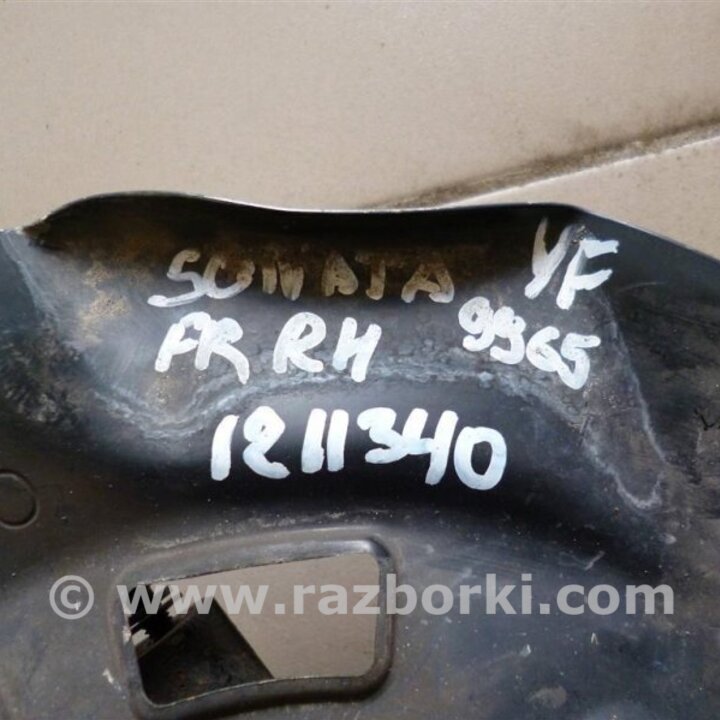 SONATA YF
FR RH 9965
1211340
© www.razborki.com